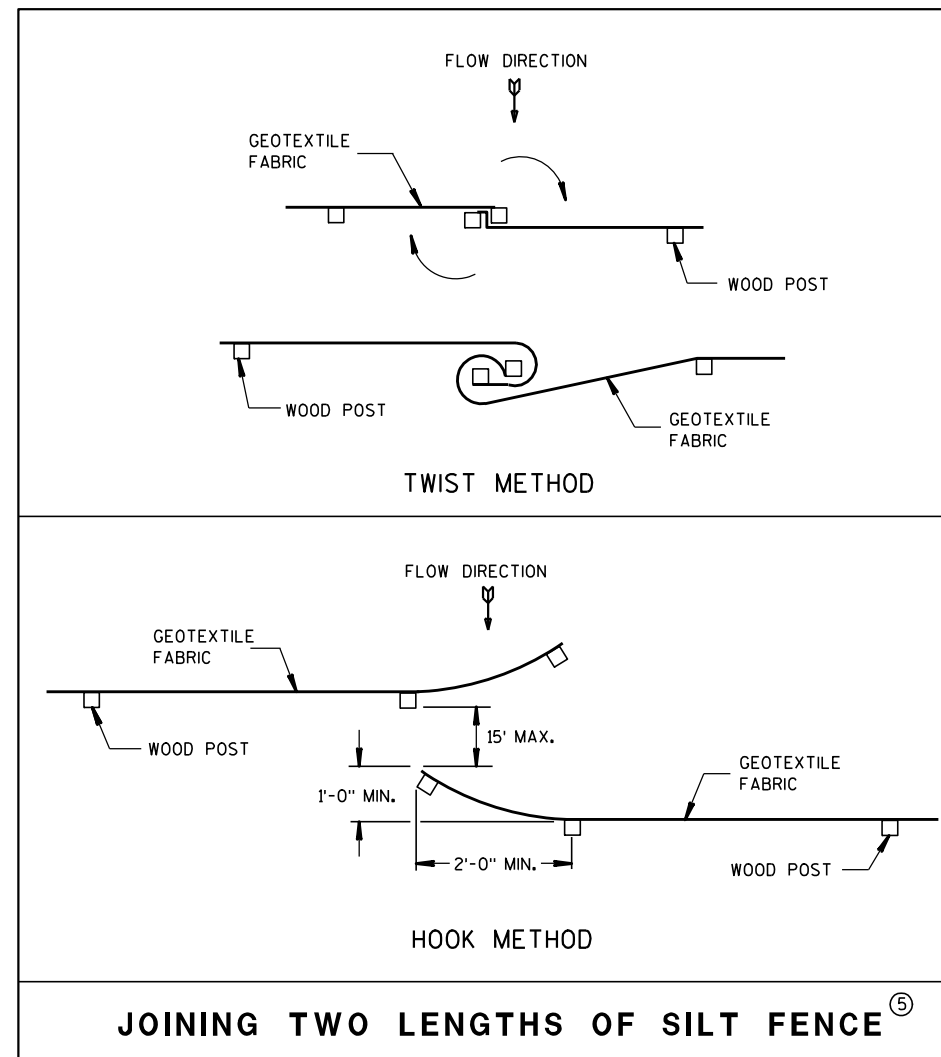 FLOW DIRECTION
GEOTEXTILE
FABRIC
WOOD POST
WOOD POST
GEOTEXTILE
FABRIC
TWIST METHOD
FLOW DIRECTION
GEOTEXTILE
FABRIC
WOOD POST
15' MAX.
GEOTEXTILE
FABRIC
1'-0" MIN.
2'-0" MIN.
WOOD POST
HOOK METHOD
JOINING TWO LENGTHS OF SILT FENCE ⑤